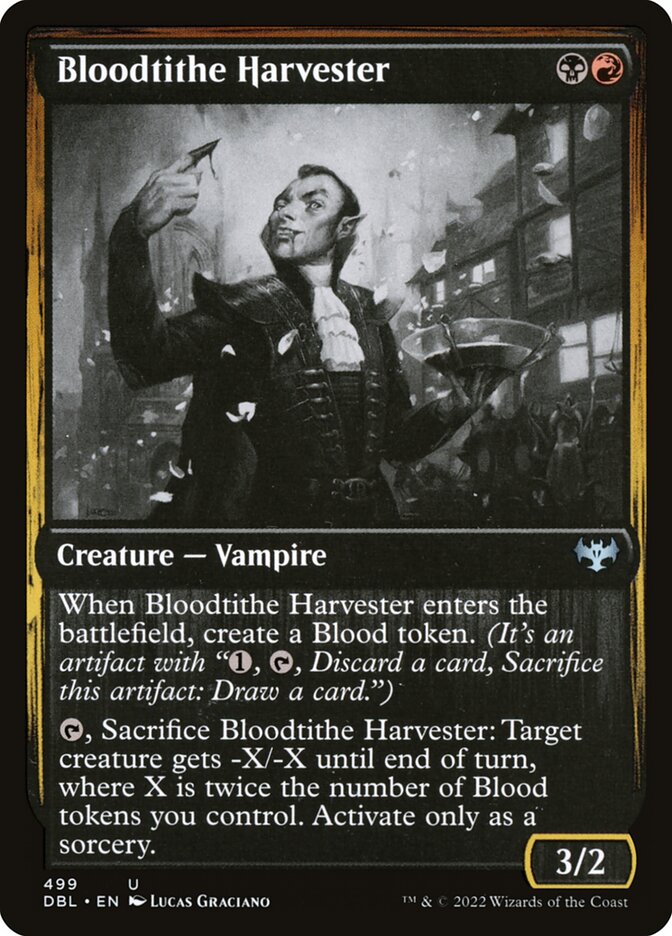 Bloodtithe Harvester
Creature — Vampire
When Bloodtithe Harvester enters the
battlefield, create a Blood token. (It's an
artifact with "1, , Discard a card, Sacrifice
this artifact: Draw a card.")
, Sacrifice Bloodtithe Harvester: Target
creature gets -X/-X until end of turn,
where X is twice the number of Blood
tokens you control. Activate only as a
sorcery.
3/2
499 U
DBL • EN Lucas Graciano
™ & © 2022 Wizards of the Coast